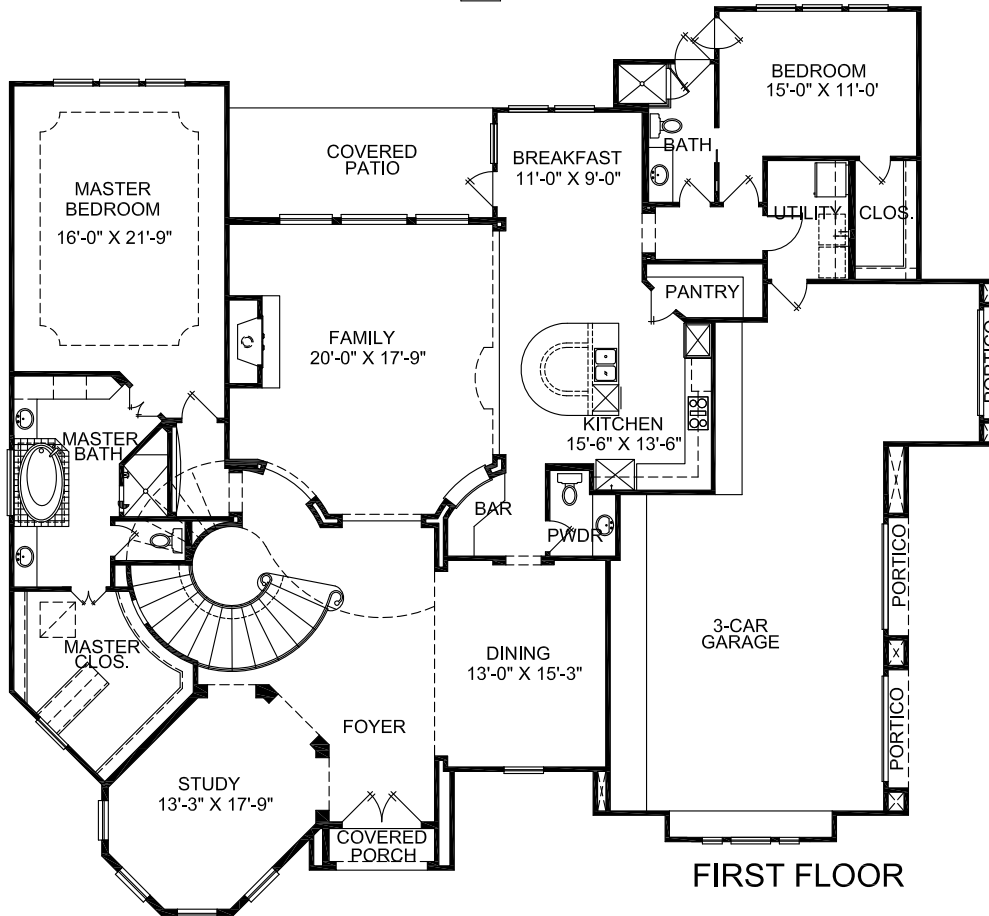 BEDROOM
15'-0" X 11'-0'
COVERED
PATIO
BREAKFAST
11'-0" X 9'-0"
BATH
MASTER
BEDROOM
16'-0" X 21'-9"
UTILITY
CLOS.
PANTRY
FAMILY
20'-0" X 17'-9"
PORTICO
KITCHEN
15'-6" X 13'-6"
MASTER
BATH
BAR
PWDR
PORTICO
3-CAR
GARAGE
MASTER
CLOS.
DINING
13'-0" X 15'-3"
FOYER
PORTICO
STUDY
13'-3" X 17'-9"
COVERED
PORCH
FIRST FLOOR